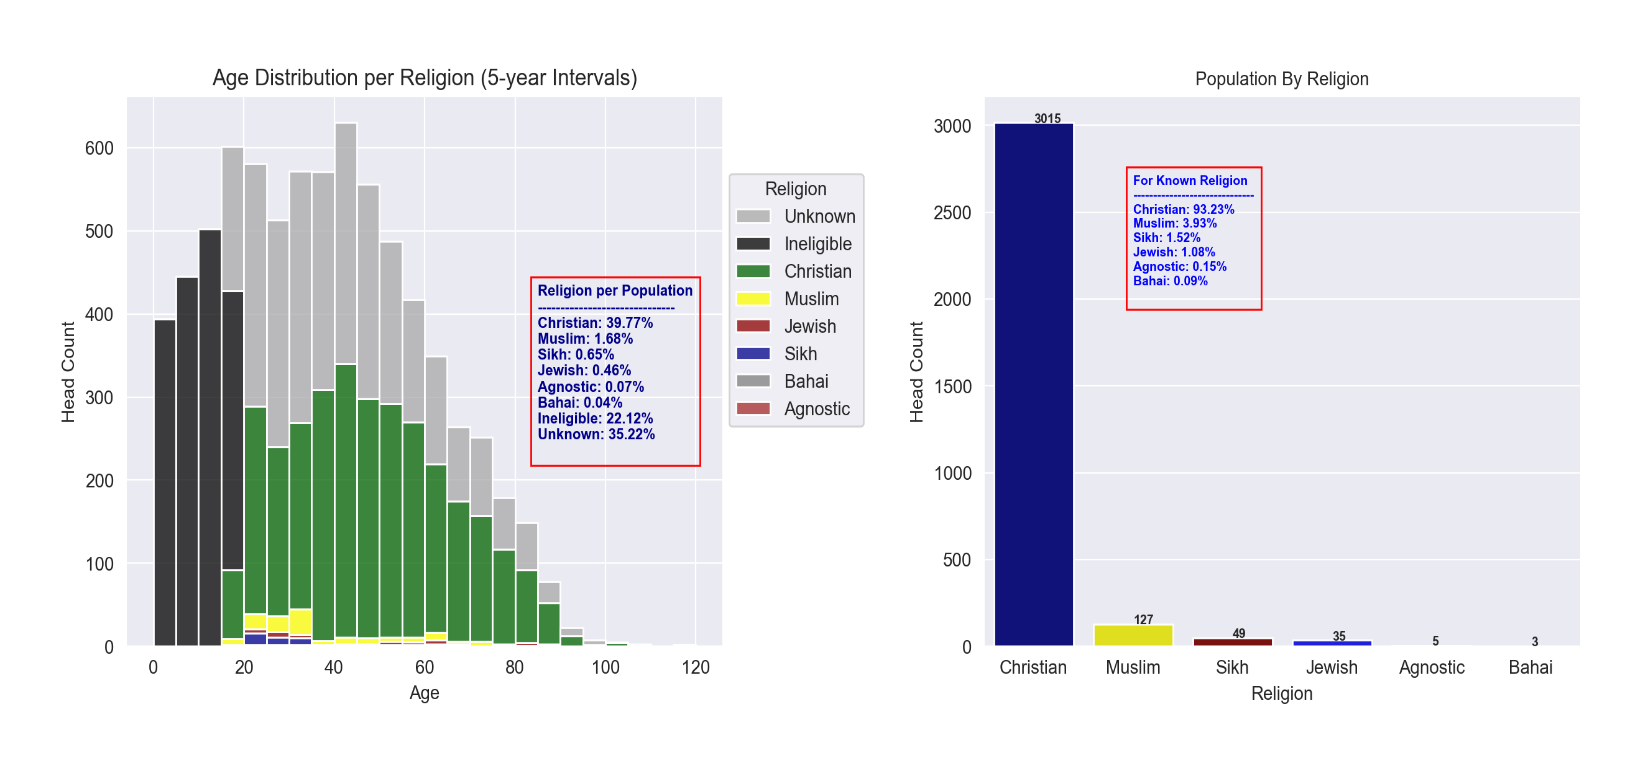 Age Distribution per Religion (5-year Intervals)
Head Count
600
500
400
300
200
100
0
0 20 40 60 80 100 120
Age
Religion
Unknown
Ineligible
Christian
Muslim
Jewish
Sikh
Bahai
Agnostic
Religion per Population
------------------------------
Christian: 39.77%
Muslim: 1.68%
Sikh: 0.65%
Jewish: 0.46%
Agnostic: 0.07%
Bahai: 0.04%
Ineligible: 22.12%
Unknown: 35.22%
Population By Religion
Head Count
3000
2500
2000
1500
1000
500
0
3015
127
49
35
5
3
For Known Religion
------------------------------
Christian: 93.23%
Muslim: 3.93%
Sikh: 1.52%
Jewish: 1.08%
Agnostic: 0.15%
Bahai: 0.09%
Christian Muslim Sikh Jewish Agnostic Bahai
Religion